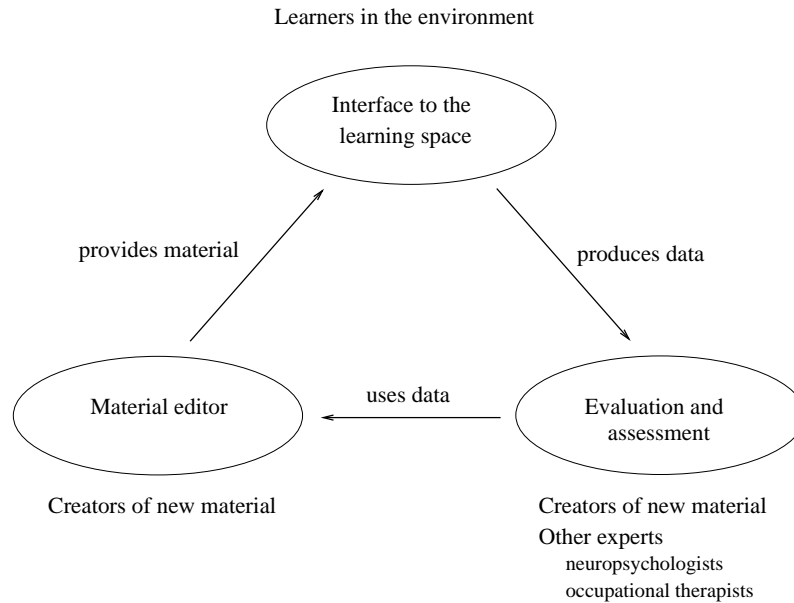 Learners in the environment
Interface to the
learning space
provides material
produces data
Material editor
uses data
Evaluation and
assessment
Creators of new material
Creators of new material
Other experts
neuropsychologists
occupational therapists